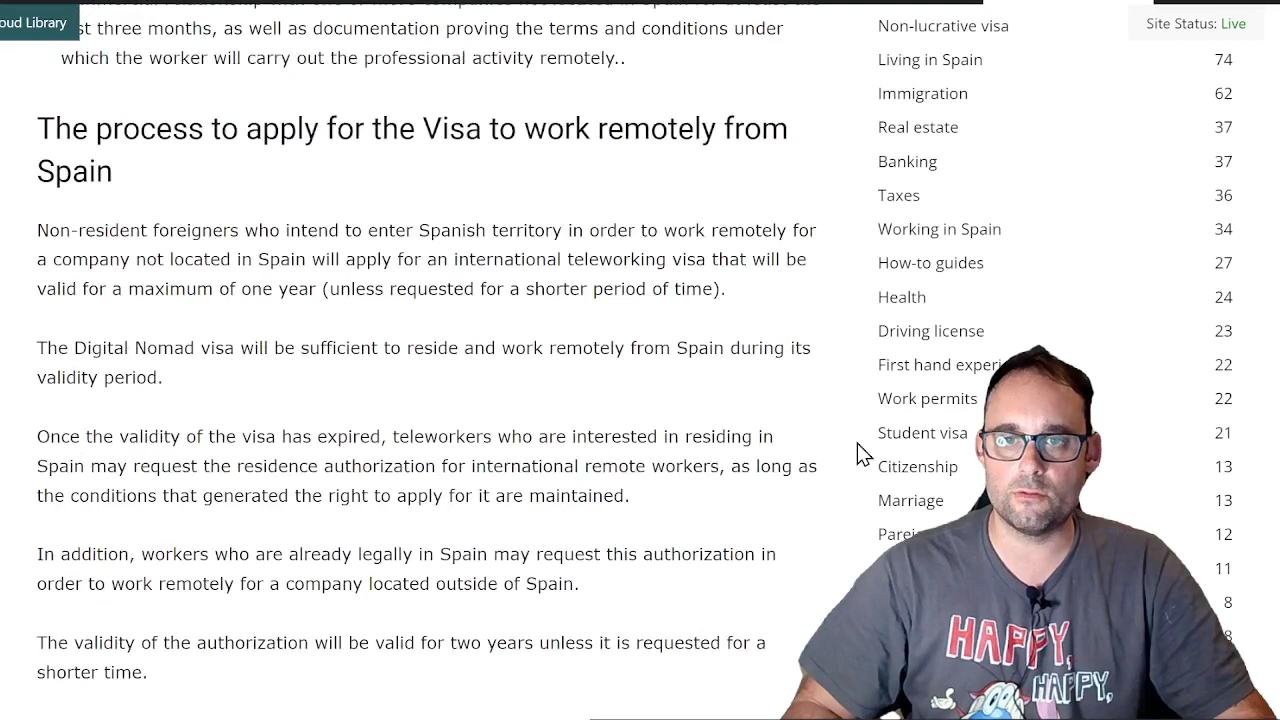 oud Library
st three months, as well as documentation proving the terms and conditions under
which the worker will carry out the professional activity remotely..
The process to apply for the Visa to work remotely from
Spain
Non-resident foreigners who intend to enter Spanish territory in order to work remotely for
a company not located in Spain will apply for an international teleworking visa that will be
valid for a maximum of one year (unless requested for a shorter period of time).
The Digital Nomad visa will be sufficient to reside and work remotely from Spain during its
validity period.
Once the validity of the visa has expired, teleworkers who are interested in residing in
Spain may request the residence authorization for international remote workers, as long as
the conditions that generated the right to apply for it are maintained.
In addition, workers who are already legally in Spain may request this authorization in
order to work remotely for a company located outside of Spain.
The validity of the authorization will be valid for two years unless it is requested for a
shorter time.
Site Status: Live
Non-lucrative visa
Living in Spain 74
Immigration 62
Real estate 37
Banking 37
Taxes 36
Working in Spain 34
How-to guides 27
Health 24
Driving license 23
First hand experi 22
Work permits 22
Student visa 21
Citizenship 13
Marriage 13
Parej 12
11
8
8
HAPPY,
HAPPY,